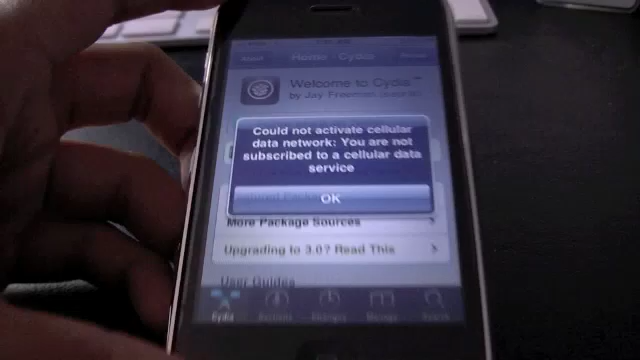 Home Cydia
Welcome to Cydia™
by Jay Freeman
Could not activate cellular
data network: You are not
subscribed to a cellular data
service
OK
More Package Sources
Upgrading to 3.0? Read This
User Guides
Cydia
Sections
Changes
Manage
Search